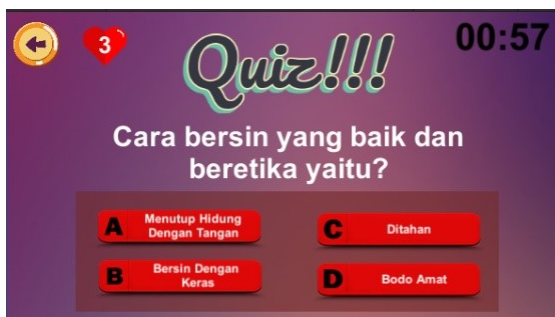 3
Quiz!!!
00:57
Cara bersin yang baik dan
beretika yaitu?
A Menutup Hidung
Dengan Tangan
B Bersin Dengan
Keras
C Ditahan
D Bodo Amat